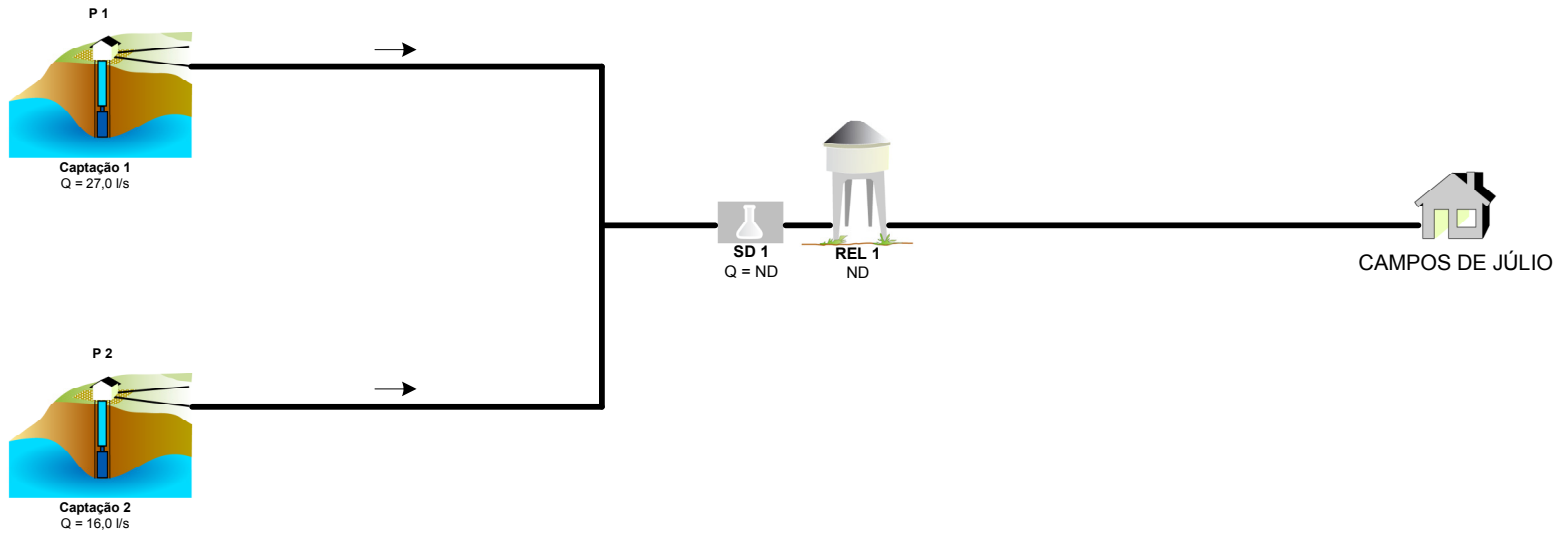 P 1
Captação 1
Q = 27,0 l/s
SD 1
Q = ND
REL 1
ND
CAMPOS DE JÚLIO
P 2
Captação 2
Q = 16,0 l/s